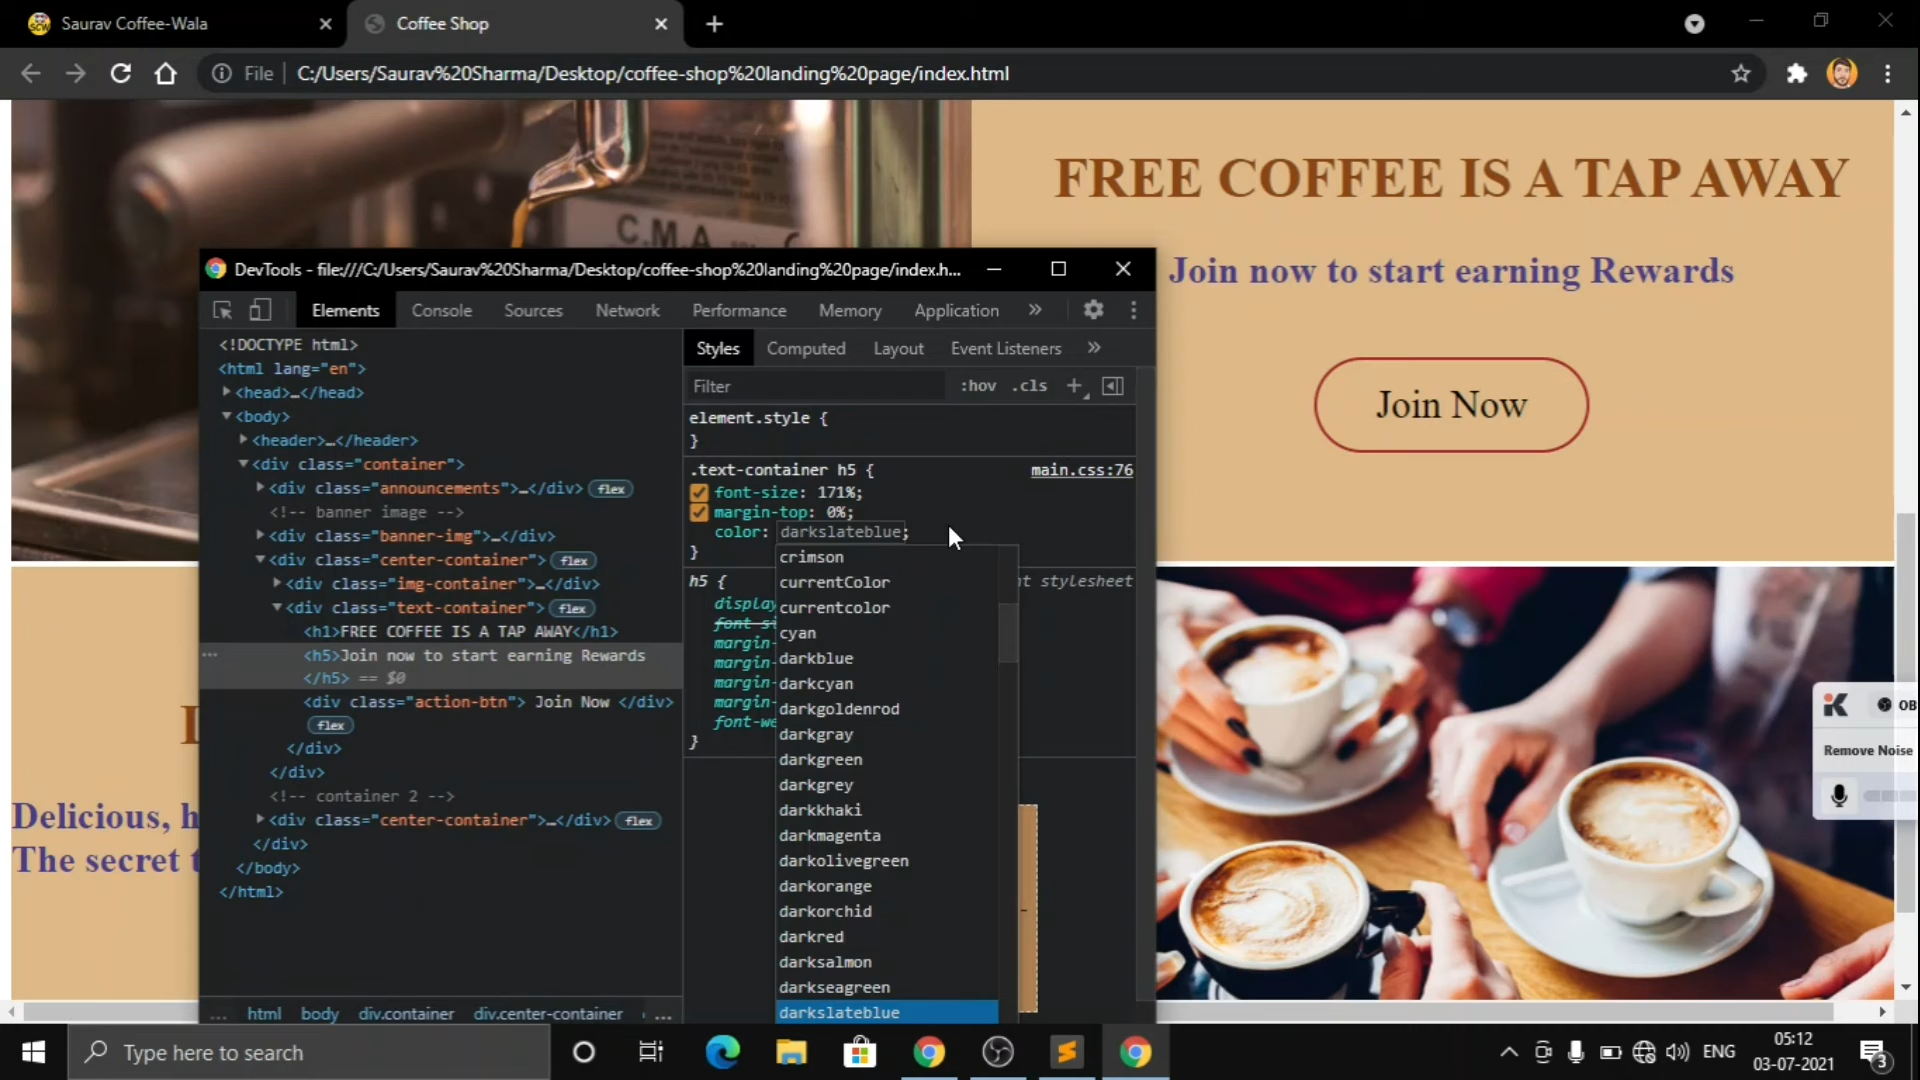 Saurav Coffee-Wala
Coffee Shop
File
C:/Users/Saurav%20Sharma/Desktop/coffee-shop%20landing%20page/index.html
FREE COFFEE IS A TAP AWAY
Join now to start earning Rewards
Join Now
C.M.A.
DevTools - file:///C:/Users/Saurav%20Sharma/Desktop/coffee-shop%20landing%20page/index.h...
Elements Console Sources Network Performance Memory Application »
<!DOCTYPE html>
<html lang="en">
<head>…</head>
<body>
<header>…</header>
<div class="container">
<div class="announcements">…</div> flex
<!-- banner image -->
<div class="banner-img">…</div>
<div class="center-container"> flex
<div class="img-container">…</div>
<div class="text-container"> flex
<h1>FREE COFFEE IS A TAP AWAY</h1>
<h5>Join now to start earning Rewards
</h5> == $0
<div class="action-btn"> Join Now </div>
flex
</div>
</div>
<!-- container 2 -->
<div class="center-container">…</div> flex
</div>
</body>
</html>
… html body div.container div.center-container …
Styles Computed Layout Event Listeners »
Filter :hov .cls +
element.style {
}
.text-container h5 { main.css:76
font-size: 171%;
margin-top: 0%;
color: darkslateblue;
}
h5 { stylesheet
}
crimson
currentColor
currentcolor
cyan
darkblue
darkcyan
darkgoldenrod
darkgray
darkgreen
darkgrey
darkkhaki
darkmagenta
darkolivegreen
darkorange
darkorchid
darkred
darksalmon
darkseagreen
darkslateblue
-
Delicious, h
The secret t
OB
Remove Noise
Type here to search
ENG
05:12
03-07-2021
3